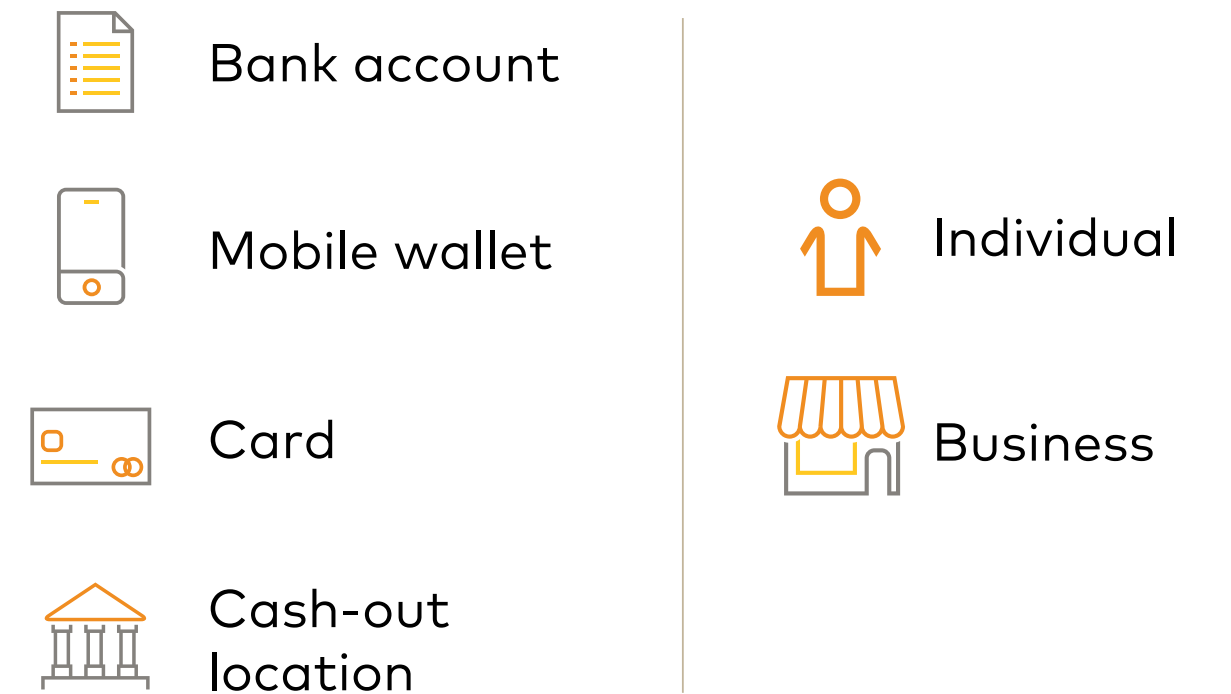 Bank account
Mobile wallet
Card
Cash-out
location
Individual
Business